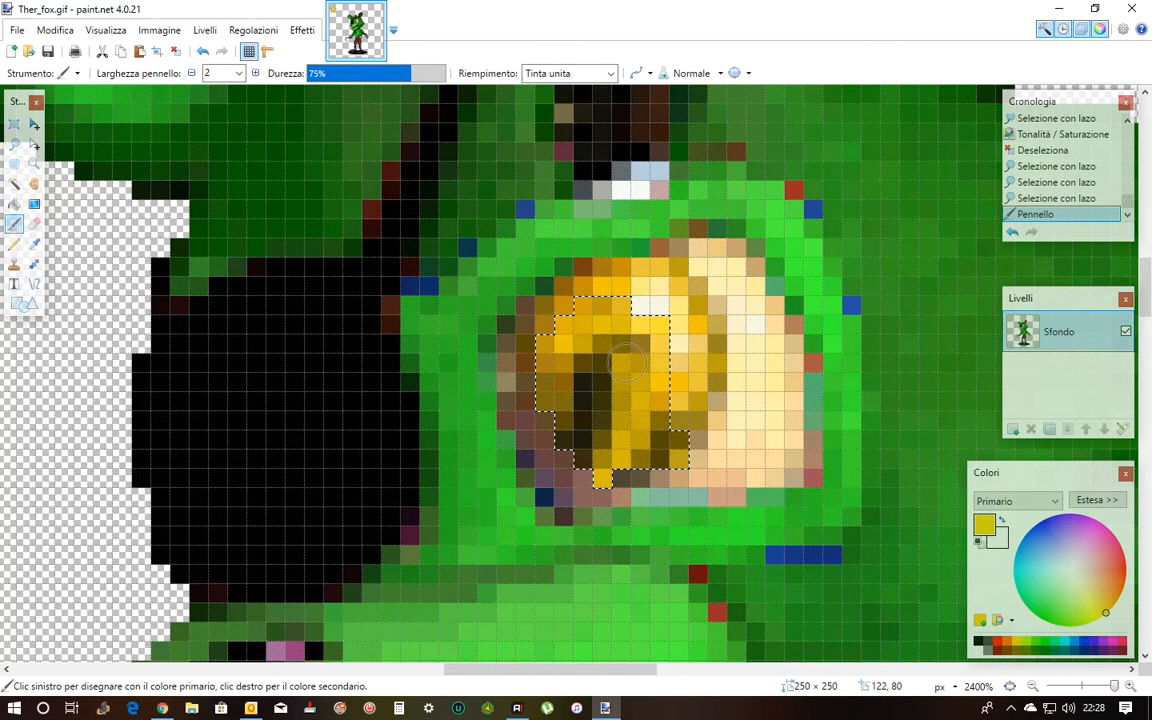 Ther_fox.gif - paint.net 4.0.21
File Modifica Visualizza Immagine Livelli Regolazioni Effetti
Strumento: Larghezza pennello: 2 Durezza: 75% Riempimento: Tinta unita Normale
St...
Cronologia
Selezione con lazo
Tonalità / Saturazione
Deseleziona
Selezione con lazo
Selezione con lazo
Selezione con lazo
Pennello
Livelli
Sfondo
Colori
Primario Estesa >>
Clic sinistro per disegnare con il colore primario, clic destro per il colore secondario. 250 × 250 122, 80 px 2400%
22:28